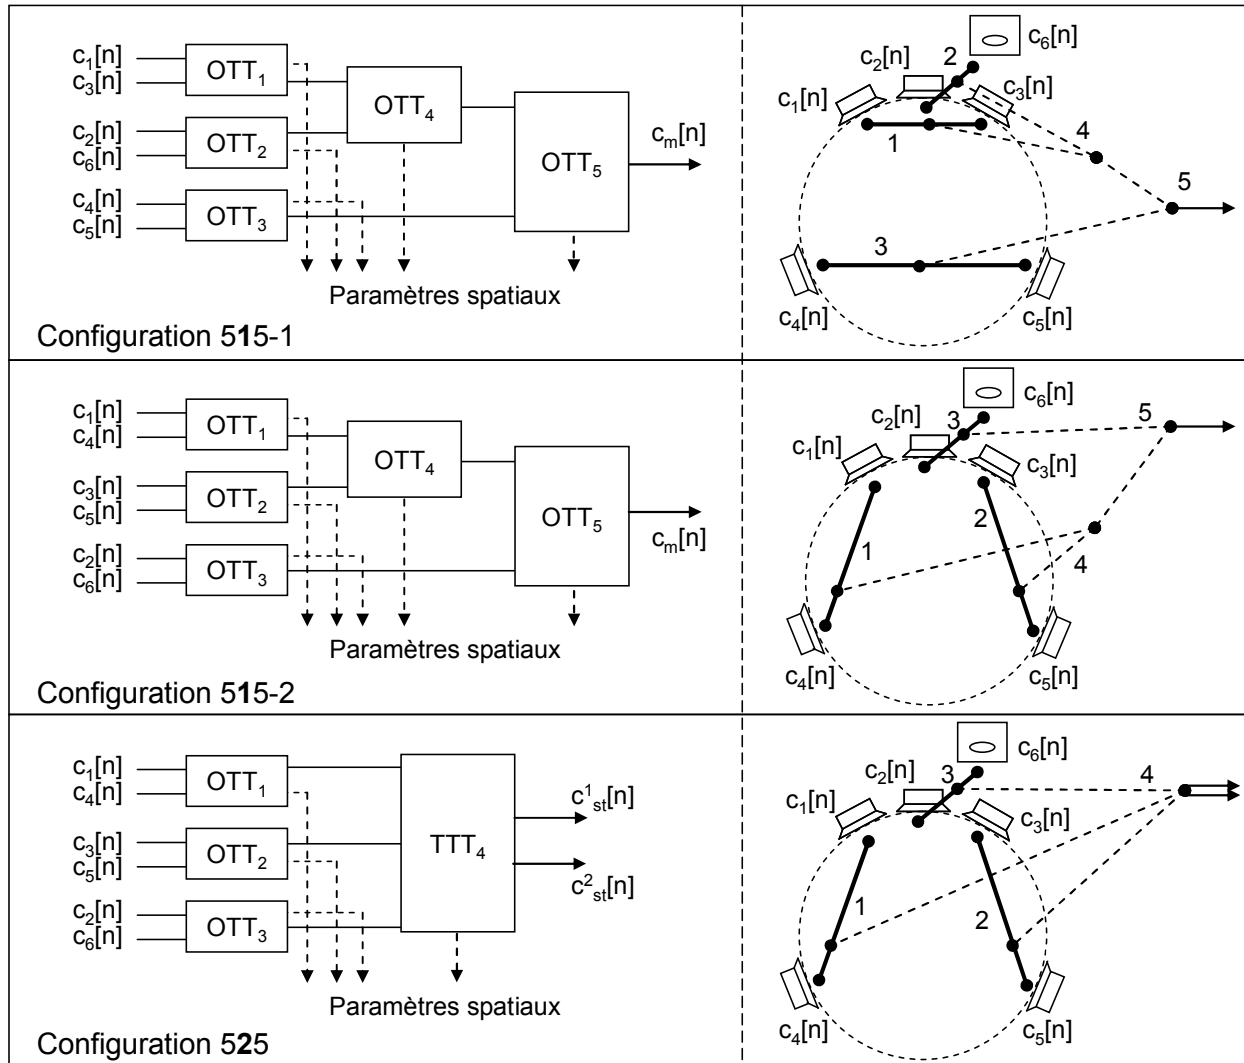 c₁[n]
c₃[n]
OTT₁
c₂[n]
c₆[n]
OTT₂
c₄[n]
c₅[n]
OTT₃
OTT₄
OTT₅
cₘ[n]
Paramètres spatiaux
Configuration 515-1
c₆[n]
2
c₂[n]
c₃[n]
c₁[n]
1
4
5
3
c₄[n]
c₅[n]
c₁[n]
c₄[n]
OTT₁
c₃[n]
c₅[n]
OTT₂
c₂[n]
c₆[n]
OTT₃
OTT₄
OTT₅
cₘ[n]
Paramètres spatiaux
Configuration 515-2
c₆[n]
3
c₂[n]
5
c₁[n]
c₃[n]
2
1
4
c₄[n]
c₅[n]
c₁[n]
c₄[n]
OTT₁
c₃[n]
c₅[n]
OTT₂
c₂[n]
c₆[n]
OTT₃
TTT₄
c¹ₛₜ[n]
c²ₛₜ[n]
Paramètres spatiaux
Configuration 525
c₆[n]
3
c₂[n]
4
c₁[n]
c₃[n]
1
2
c₄[n]
c₅[n]